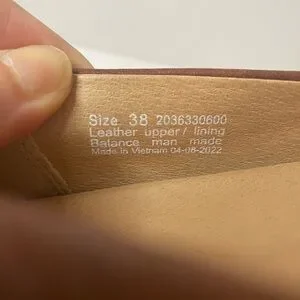 Size 38 2036330600
Leather upper/ lining
Balance man made
Made in Vietnam 04-08-2022